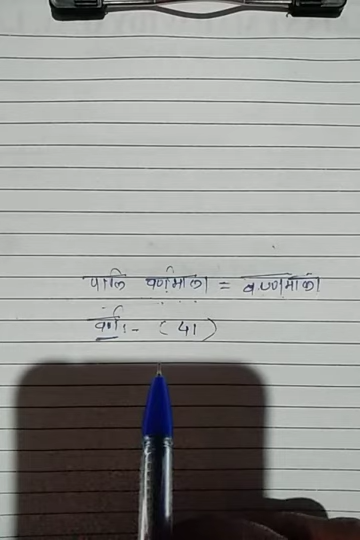 पालि वर्णमाला = वण्णमाला
वर्ण :- ( 41 )